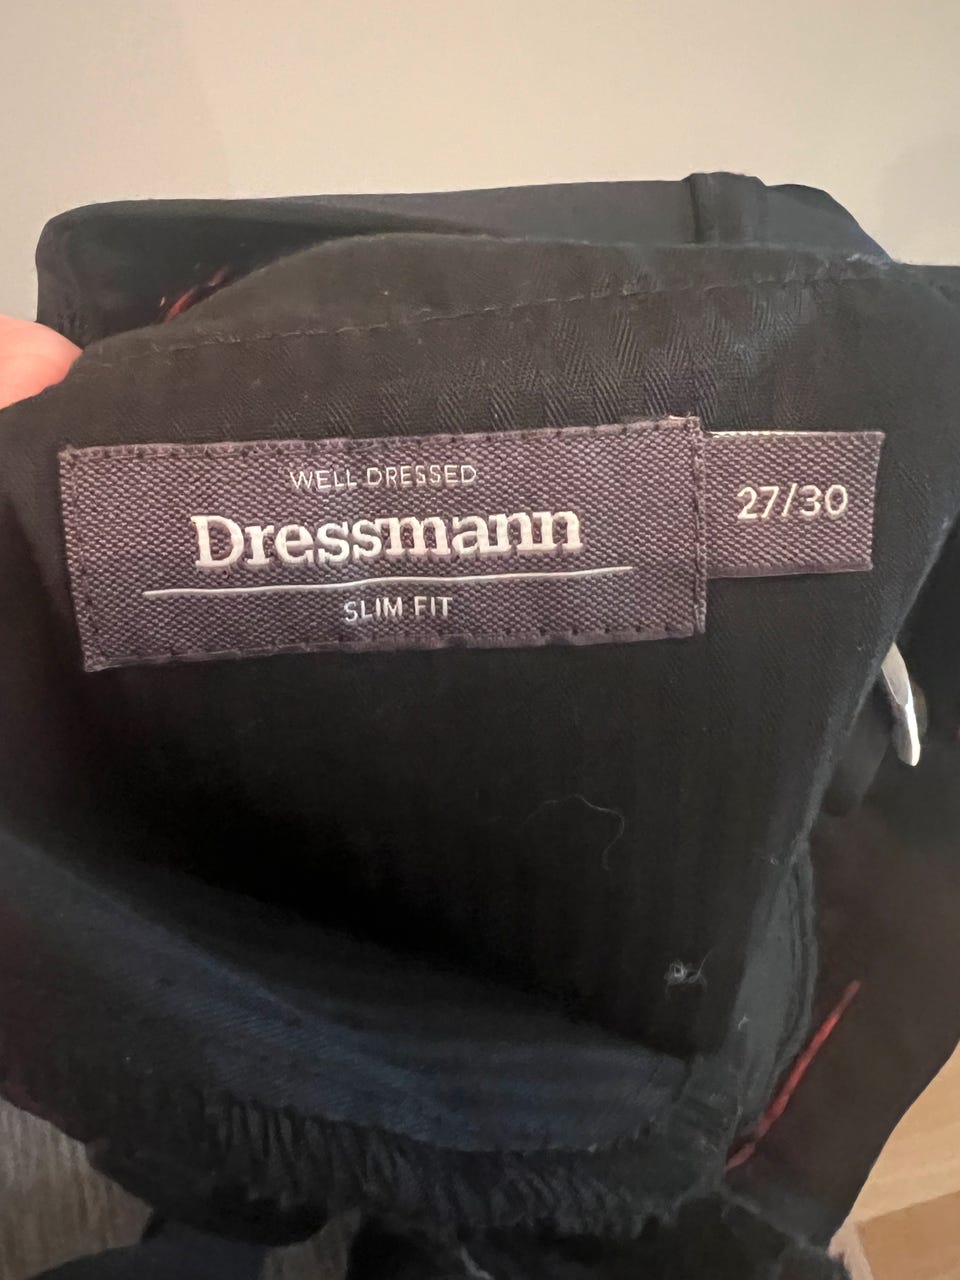 WELL DRESSED
Dressmann
SLIM FIT
27/30